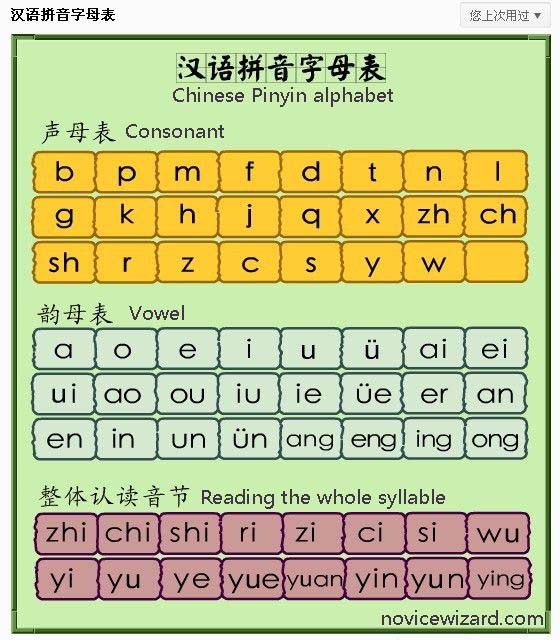 汉语拼音字母表 您上次用过 ▼
汉语拼音字母表
Chinese Pinyin alphabet
声母表 Consonant
b p m f d t n l
g k h j q x zh ch
sh r z c s y w
韵母表 Vowel
a o e i u ü ai ei
ui ao ou iu ie üe er an
en in un ün ang eng ing ong
整体认读音节 Reading the whole syllable
zhi chi shi ri zi ci si wu
yi yu ye yue yuan yin yun ying
novicewizard.com